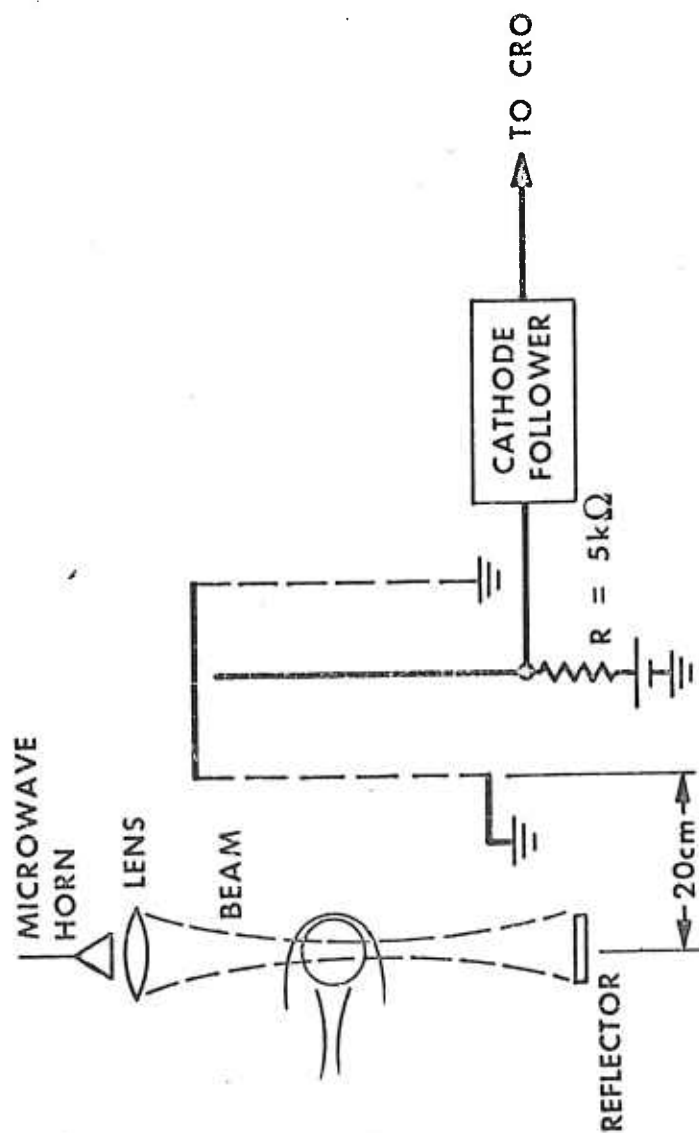 MICROWAVE
HORN
LENS
BEAM
REFLECTOR
20cm
R = 5kΩ
CATHODE
FOLLOWER
TO CRO